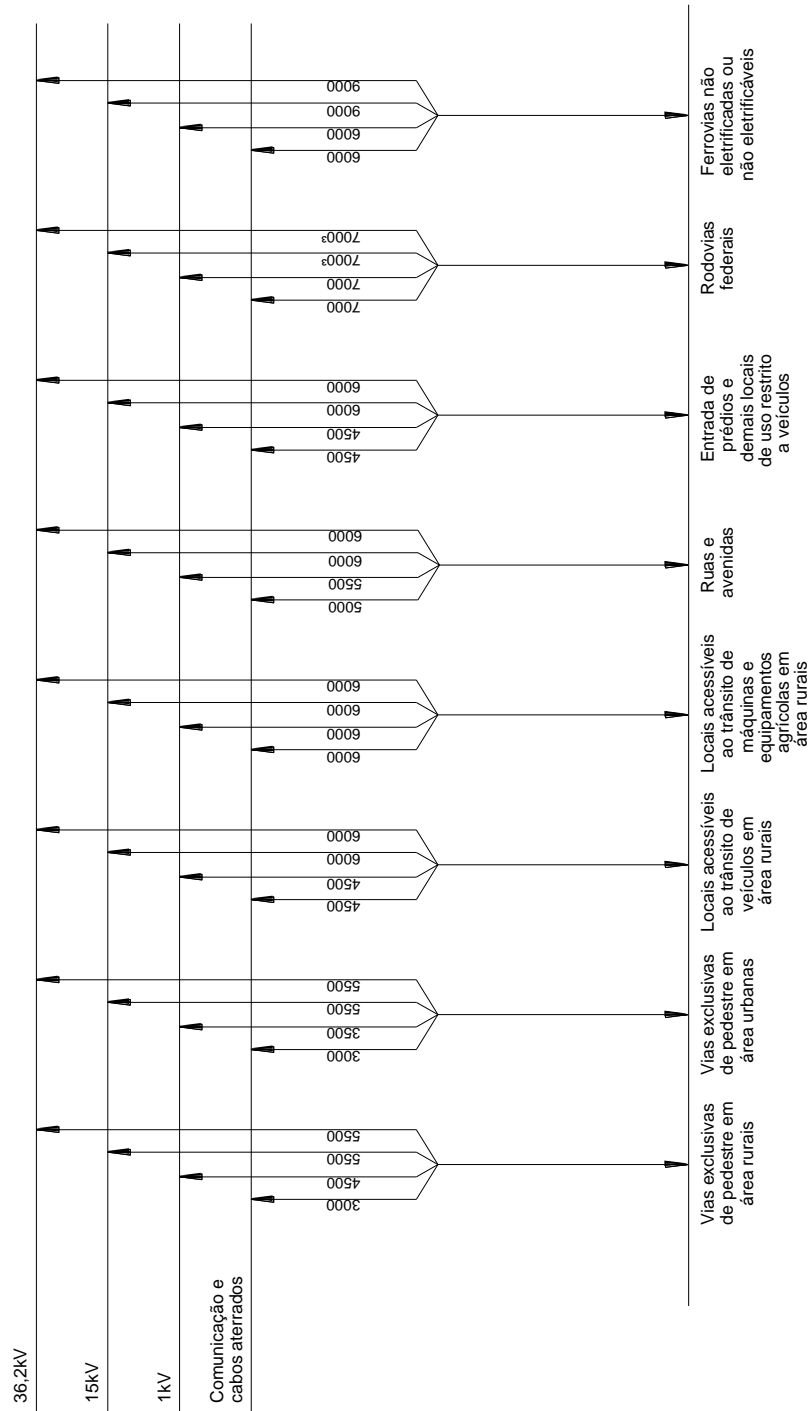 36,2kV
15kV
1kV
Comunicação e
cabos aterrados
3000
4500
5500
5500
3000
3500
5500
5500
4500
4500
6000
6000
6000
6000
6000
6000
5000
5500
6000
6000
4500
4500
6000
6000
7000
7000
7000³
7000³
6000
6000
9000
9000
Vias exclusivas
de pedestre em
área rurais
Vias exclusivas
de pedestre em
área urbanas
Locais acessíveis
ao trânsito de
veículos em
área rurais
Locais acessíveis
ao trânsito de
máquinas e
equipamentos
agrícolas em
área rurais
Ruas e
avenidas
Entrada de
prédios e
demais locais
de uso restrito
a veículos
Rodovias
federais
Ferrovias não
eletrificadas ou
não eletrificáveis